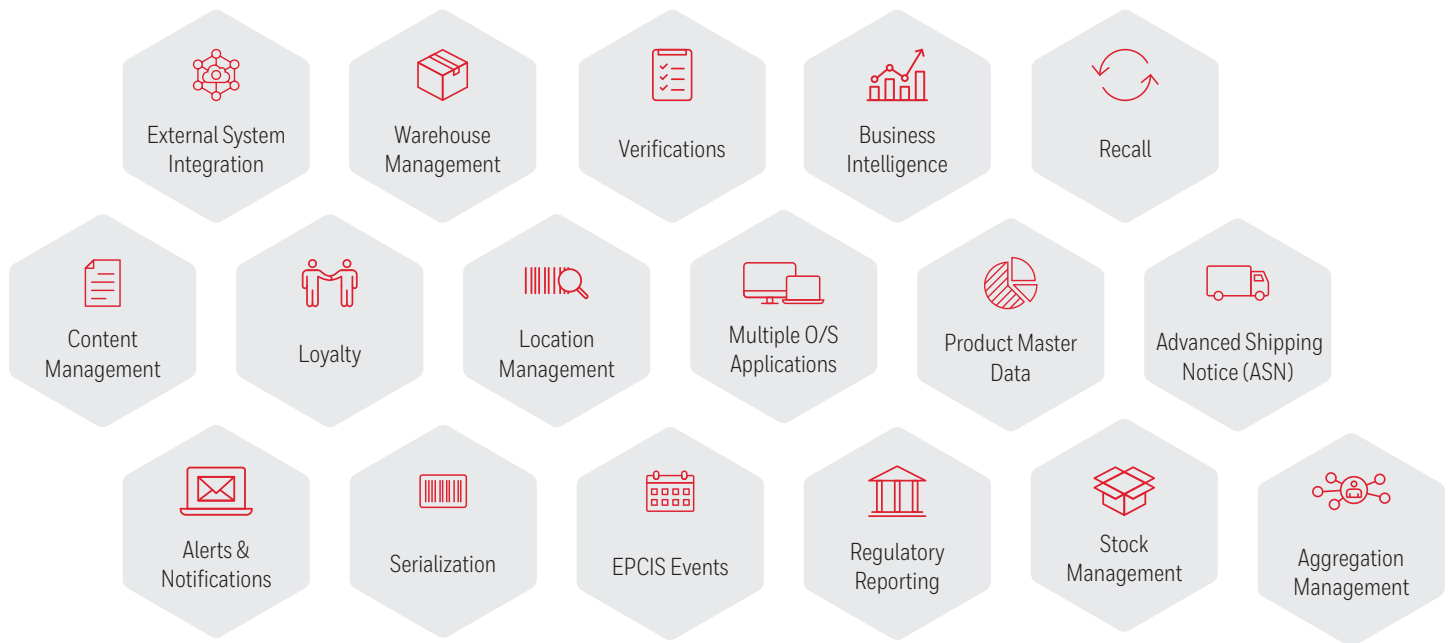 External System
Integration
Warehouse
Management
Verifications
Business
Intelligence
Recall
Content
Management
Loyalty
Location
Management
Multiple O/S
Applications
Product Master
Data
Advanced Shipping
Notice (ASN)
Alerts &
Notifications
Serialization
EPCIS Events
Regulatory
Reporting
Stock
Management
Aggregation
Management